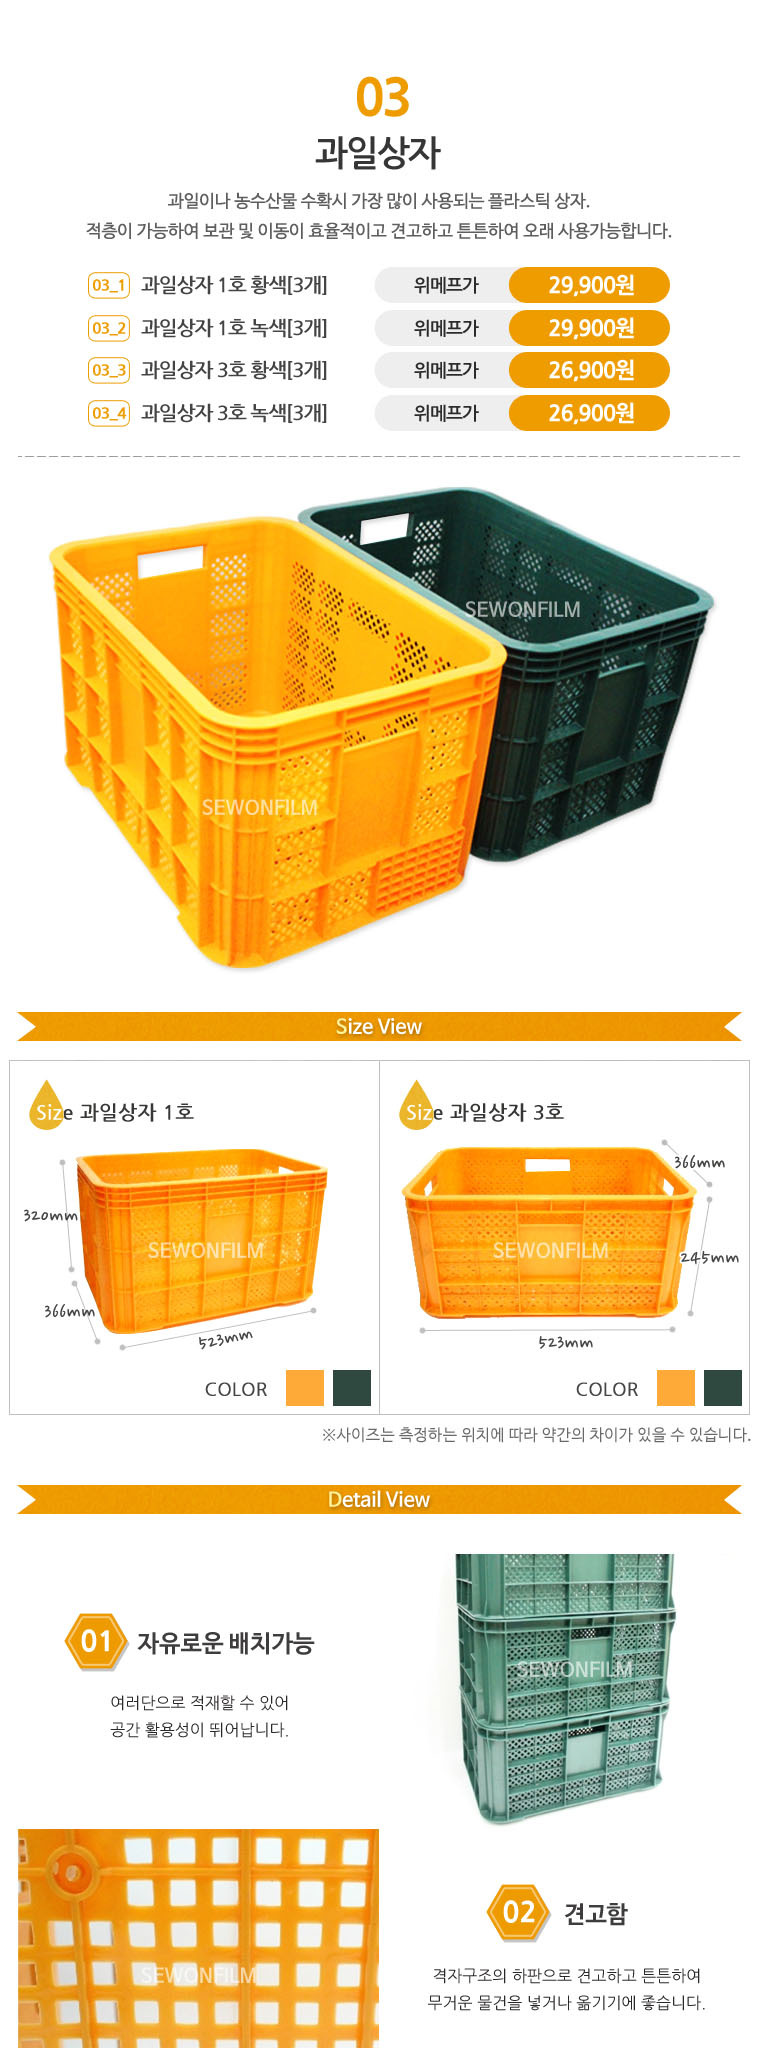 03
과일상자
과일이나 농수산물 수확시 가장 많이 사용되는 플라스틱 상자.
적층이 가능하여 보관 및 이동이 효율적이고 견고하고 튼튼하여 오래 사용가능합니다.
03_1 과일상자 1호 황색[3개] 위메프가 29,900원
03_2 과일상자 1호 녹색[3개] 위메프가 29,900원
03_3 과일상자 3호 황색[3개] 위메프가 26,900원
03_4 과일상자 3호 녹색[3개] 위메프가 26,900원
SEWONFILM
SEWONFILM
Size View
Size 과일상자 1호
320mm
SEWONFILM
366mm
523mm
COLOR
Size 과일상자 3호
366mm
SEWONFILM
245mm
523mm
COLOR
※사이즈는 측정하는 위치에 따라 약간의 차이가 있을 수 있습니다.
Detail View
01 자유로운 배치가능
여러단으로 적재할 수 있어
공간 활용성이 뛰어납니다.
SEWONFILM
SEWONFILM
02 견고함
격자구조의 하판으로 견고하고 튼튼하여
무거운 물건을 넣거나 옮기기에 좋습니다.